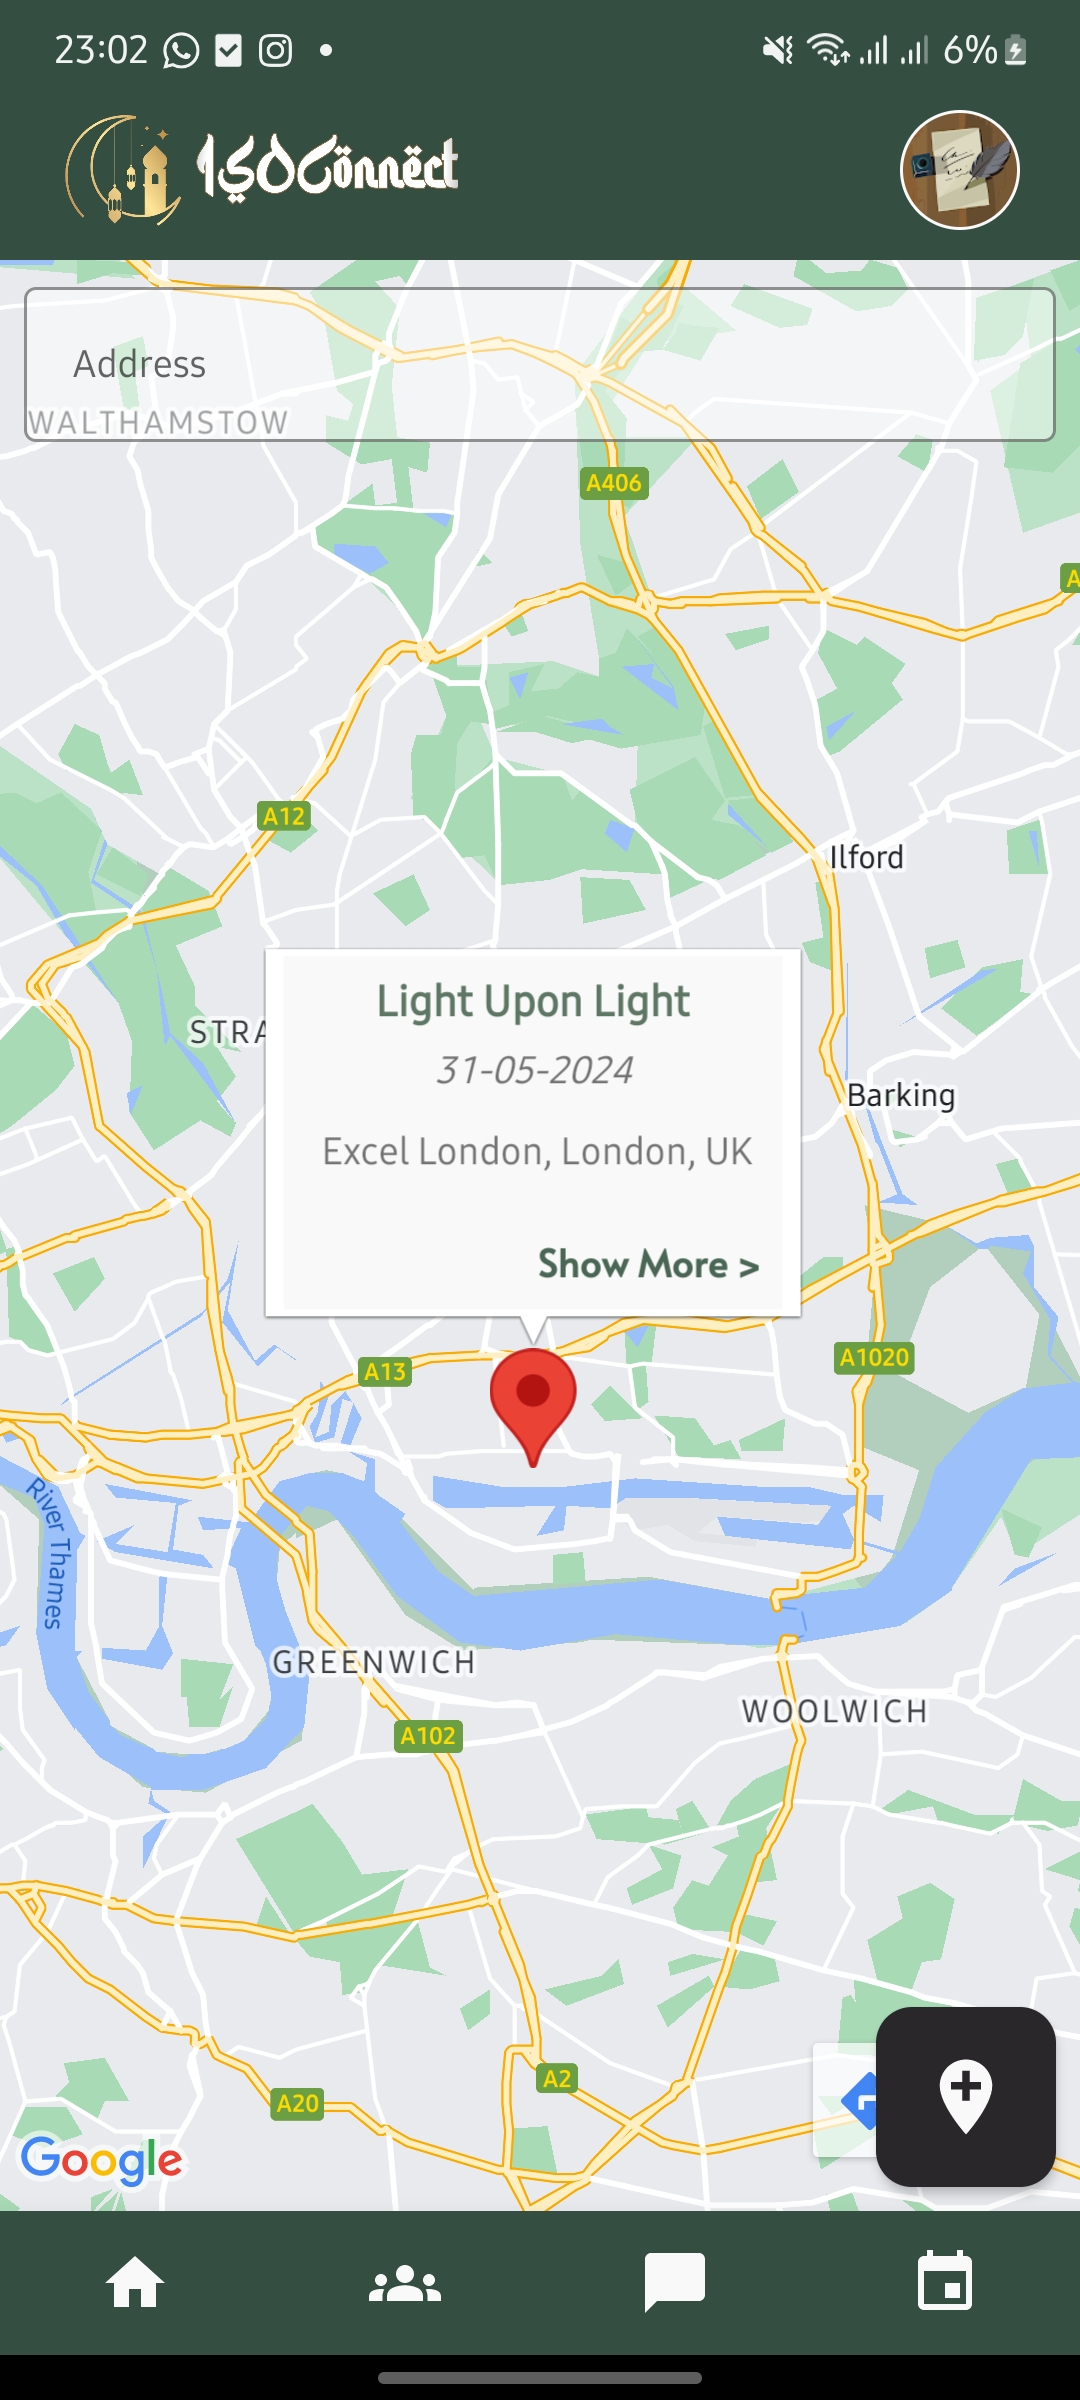 23:02
6%
ISOConnect
Address
WALTHAMSTOW
A406
A
A12
Ilford
STRA
Light Upon Light
31-05-2024
Excel London, London, UK
Show More >
Barking
A13
A1020
River Thames
GREENWICH
WOOLWICH
A102
A2
A20
Google